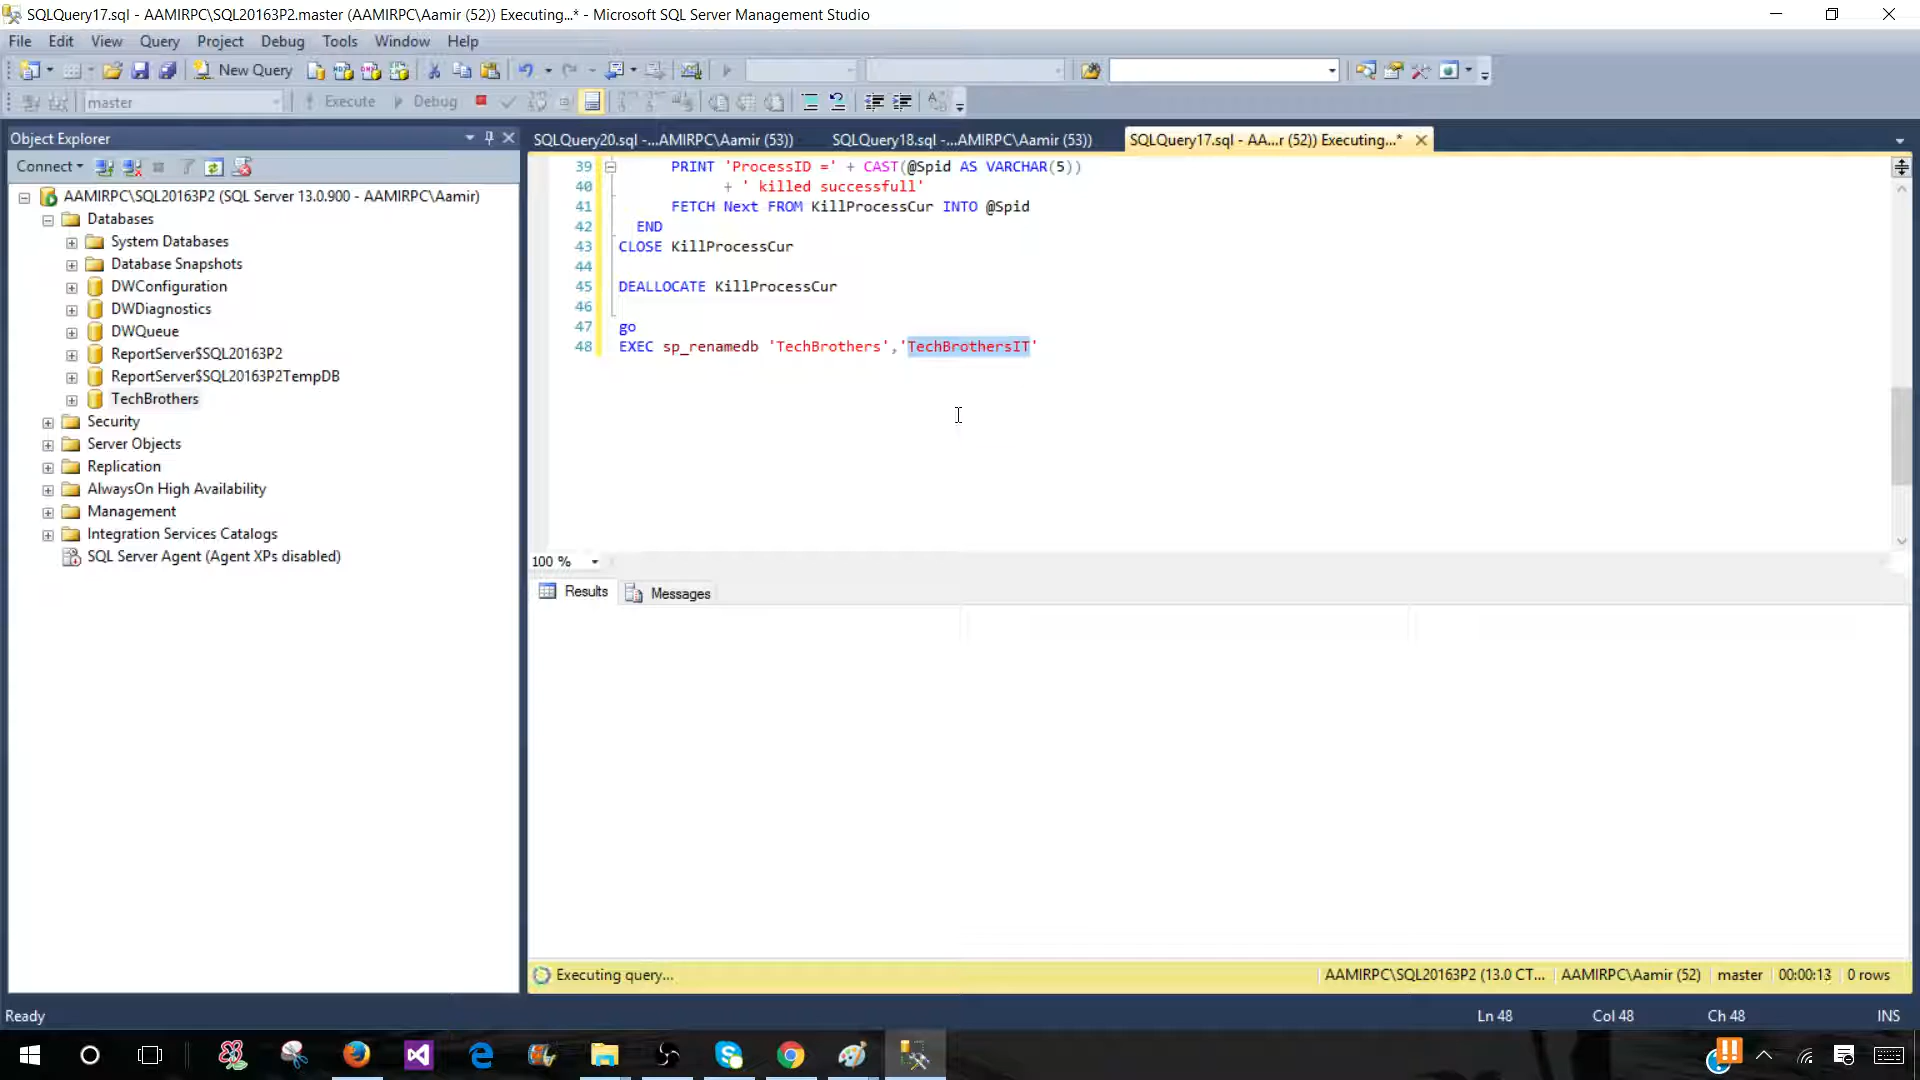 SQLQuery17.sql - AAMIRPC\SQL20163P2.master (AAMIRPC\Aamir (52)) Executing...* - Microsoft SQL Server Management Studio
File Edit View Query Project Debug Tools Window Help
New Query
master Execute Debug
Object Explorer
SQLQuery20.sql -...AMIRPC\Aamir (53)) SQLQuery18.sql -...AMIRPC\Aamir (53)) SQLQuery17.sql - AA...r (52)) Executing...*
Connect
AAMIRPC\SQL20163P2 (SQL Server 13.0.900 - AAMIRPC\Aamir)
Databases
System Databases
Database Snapshots
DWConfiguration
DWDiagnostics
DWQueue
ReportServer$SQL20163P2
ReportServer$SQL20163P2TempDB
TechBrothers
Security
Server Objects
Replication
AlwaysOn High Availability
Management
Integration Services Catalogs
SQL Server Agent (Agent XPs disabled)
39 PRINT 'ProcessID =' + CAST(@Spid AS VARCHAR(5))
40 + ' killed successfull'
41 FETCH Next FROM KillProcessCur INTO @Spid
42 END
43 CLOSE KillProcessCur
44
45 DEALLOCATE KillProcessCur
46
47 go
48 EXEC sp_renamedb 'TechBrothers','TechBrothersIT'
100 %
Results Messages
Executing query... AAMIRPC\SQL20163P2 (13.0 CT... AAMIRPC\Aamir (52) master 00:00:13 0 rows
Ready Ln 48 Col 48 Ch 48 INS